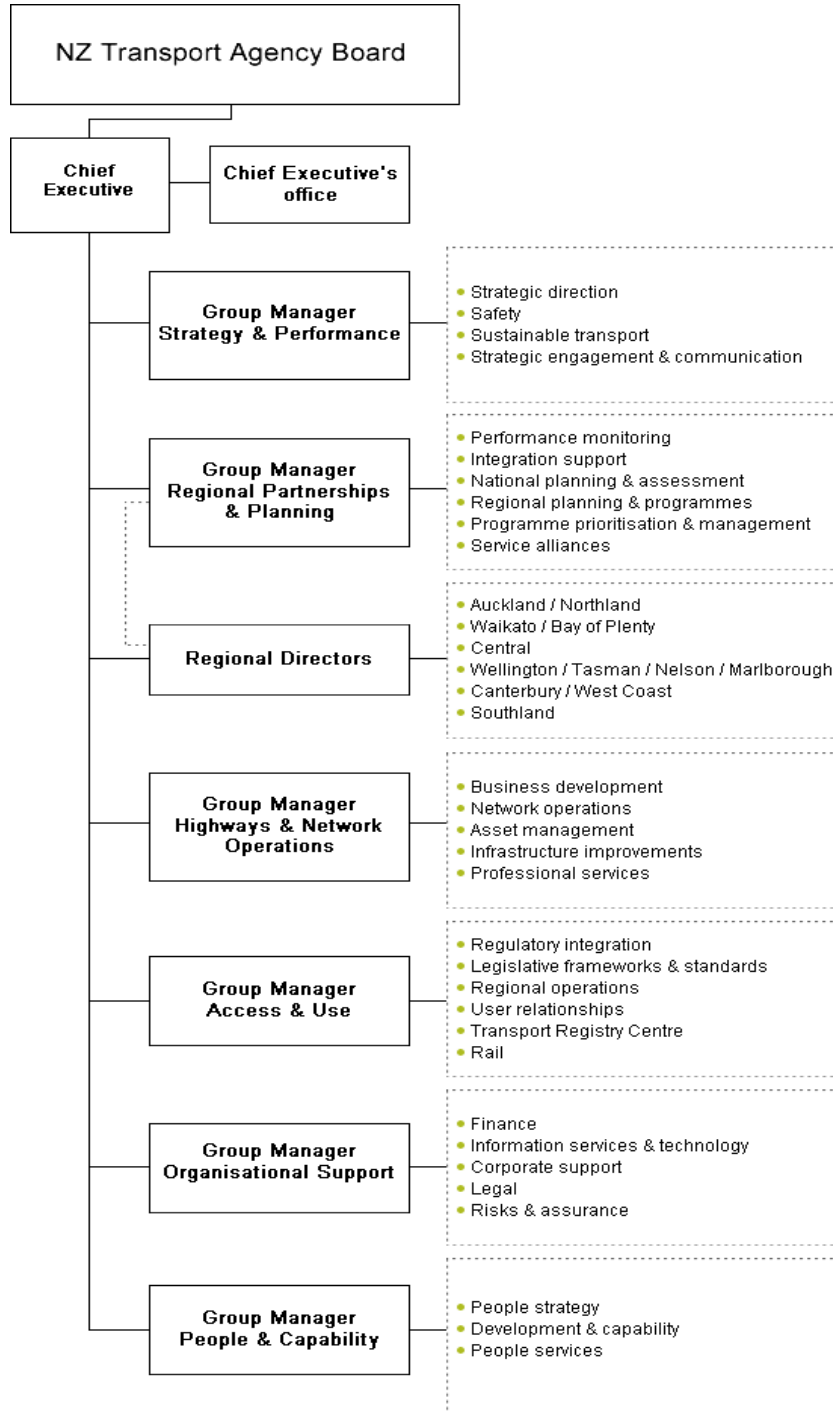 NZ Transport Agency Board
Chief
Executive
Chief Executive's
office
Group Manager
Strategy & Performance
Strategic direction
Safety
Sustainable transport
Strategic engagement & communication
Group Manager
Regional Partnerships
& Planning
Performance monitoring
Integration support
National planning & assessment
Regional planning & programmes
Programme prioritisation & management
Service alliances
Regional Directors
Auckland / Northland
Waikato / Bay of Plenty
Central
Wellington / Tasman / Nelson / Marlborough
Canterbury / West Coast
Southland
Group Manager
Highways & Network
Operations
Business development
Network operations
Asset management
Infrastructure improvements
Professional services
Group Manager
Access & Use
Regulatory integration
Legislative frameworks & standards
Regional operations
User relationships
Transport Registry Centre
Rail
Group Manager
Organisational Support
Finance
Information services & technology
Corporate support
Legal
Risks & assurance
Group Manager
People & Capability
People strategy
Development & capability
People services